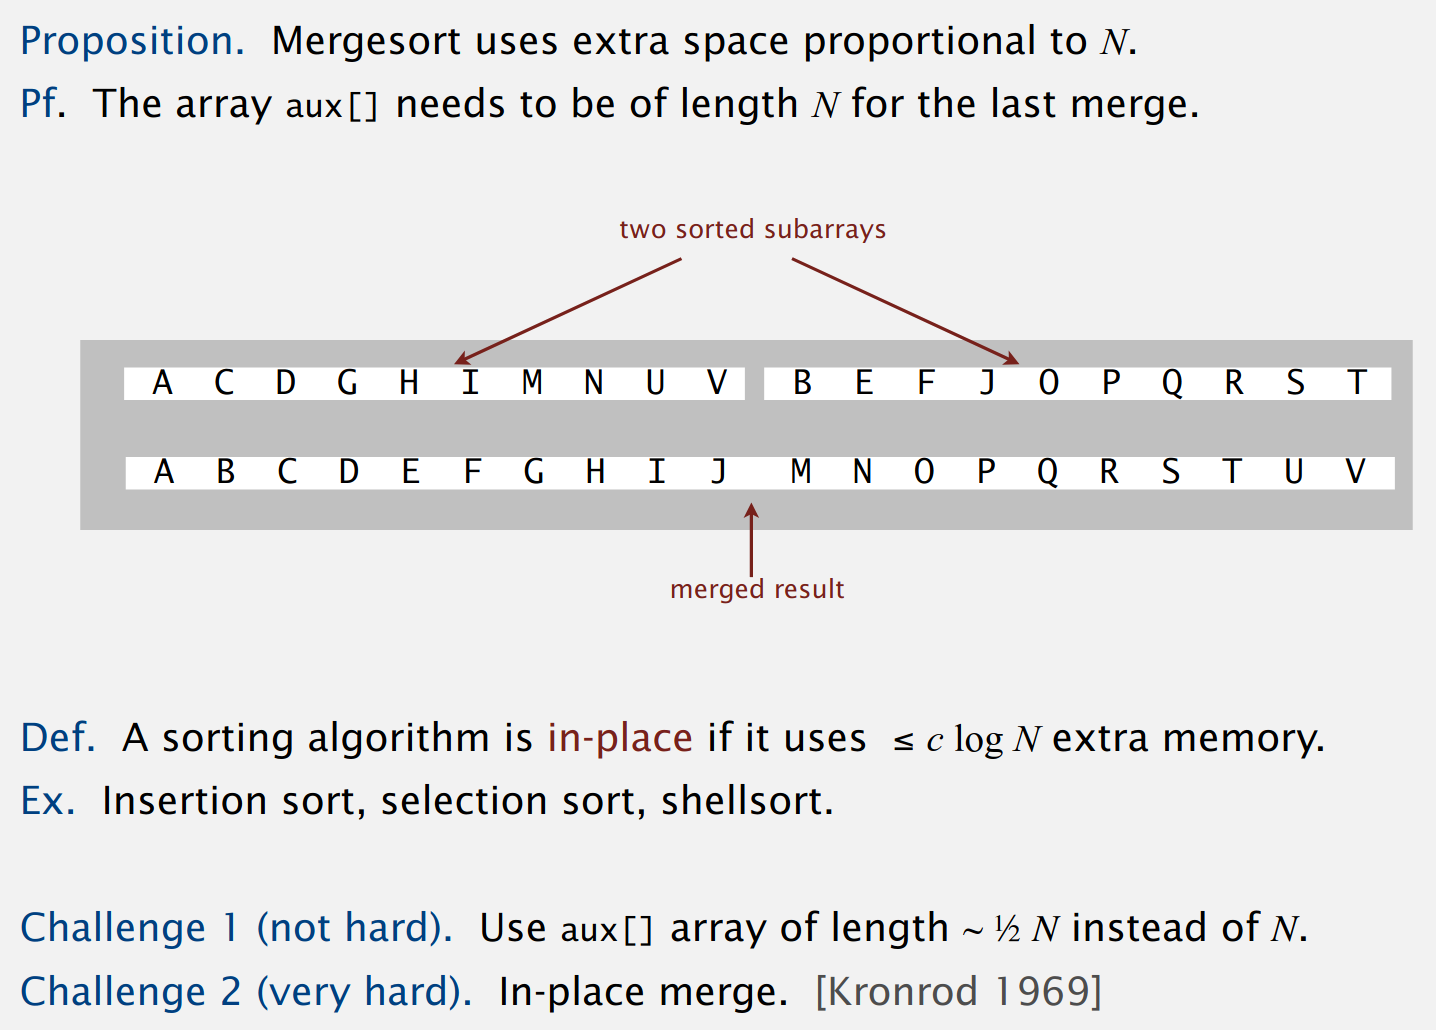 Proposition. Mergesort uses extra space proportional to N.
Pf. The array aux[] needs to be of length N for the last merge.
two sorted subarrays
A C D G H I M N U V B E F J O P Q R S T
A B C D E F G H I J M N O P Q R S T U V
merged result
Def. A sorting algorithm is in-place if it uses ≤ c log N extra memory.
Ex. Insertion sort, selection sort, shellsort.
Challenge 1 (not hard). Use aux[] array of length ~ ½ N instead of N.
Challenge 2 (very hard). In-place merge. [Kronrod 1969]